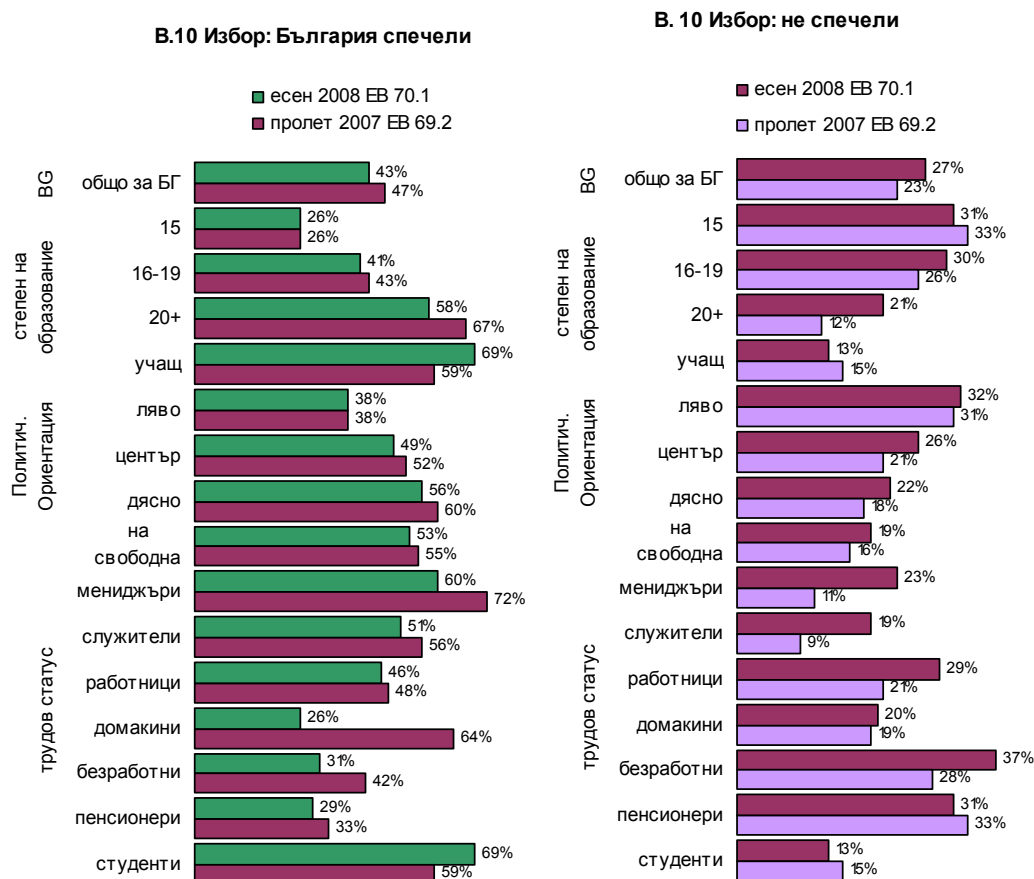 В.10 Избор: България спечели
есен 2008 ЕВ 70.1
пролет 2007 ЕВ 69.2
BG
степен на
образование
Политич.
Ориентация
трудов статус
общо за БГ 43% 47%
15 26% 26%
16-19 41% 43%
20+ 58% 67%
учащ 69% 59%
ляво 38% 38%
център 49% 52%
дясно 56% 60%
на
свободна 53% 55%
мениджъри 60% 72%
служители 51% 56%
работници 46% 48%
домакини 26% 64%
безработни 31% 42%
пенсионери 29% 33%
студенти 69% 59%
В. 10 Избор: не спечели
есен 2008 ЕВ 70.1
пролет 2007 ЕВ 69.2
BG
степен на
образование
Политич.
Ориентация
трудов статус
общо за БГ 27% 23%
15 31% 33%
16-19 30% 26%
20+ 21% 12%
учащ 13% 15%
ляво 32% 31%
център 26% 21%
дясно 22% 18%
на
свободна 19% 16%
мениджъри 23% 11%
служители 19% 9%
работници 29% 21%
домакини 20% 19%
безработни 37% 28%
пенсионери 31% 33%
студенти 13% 15%